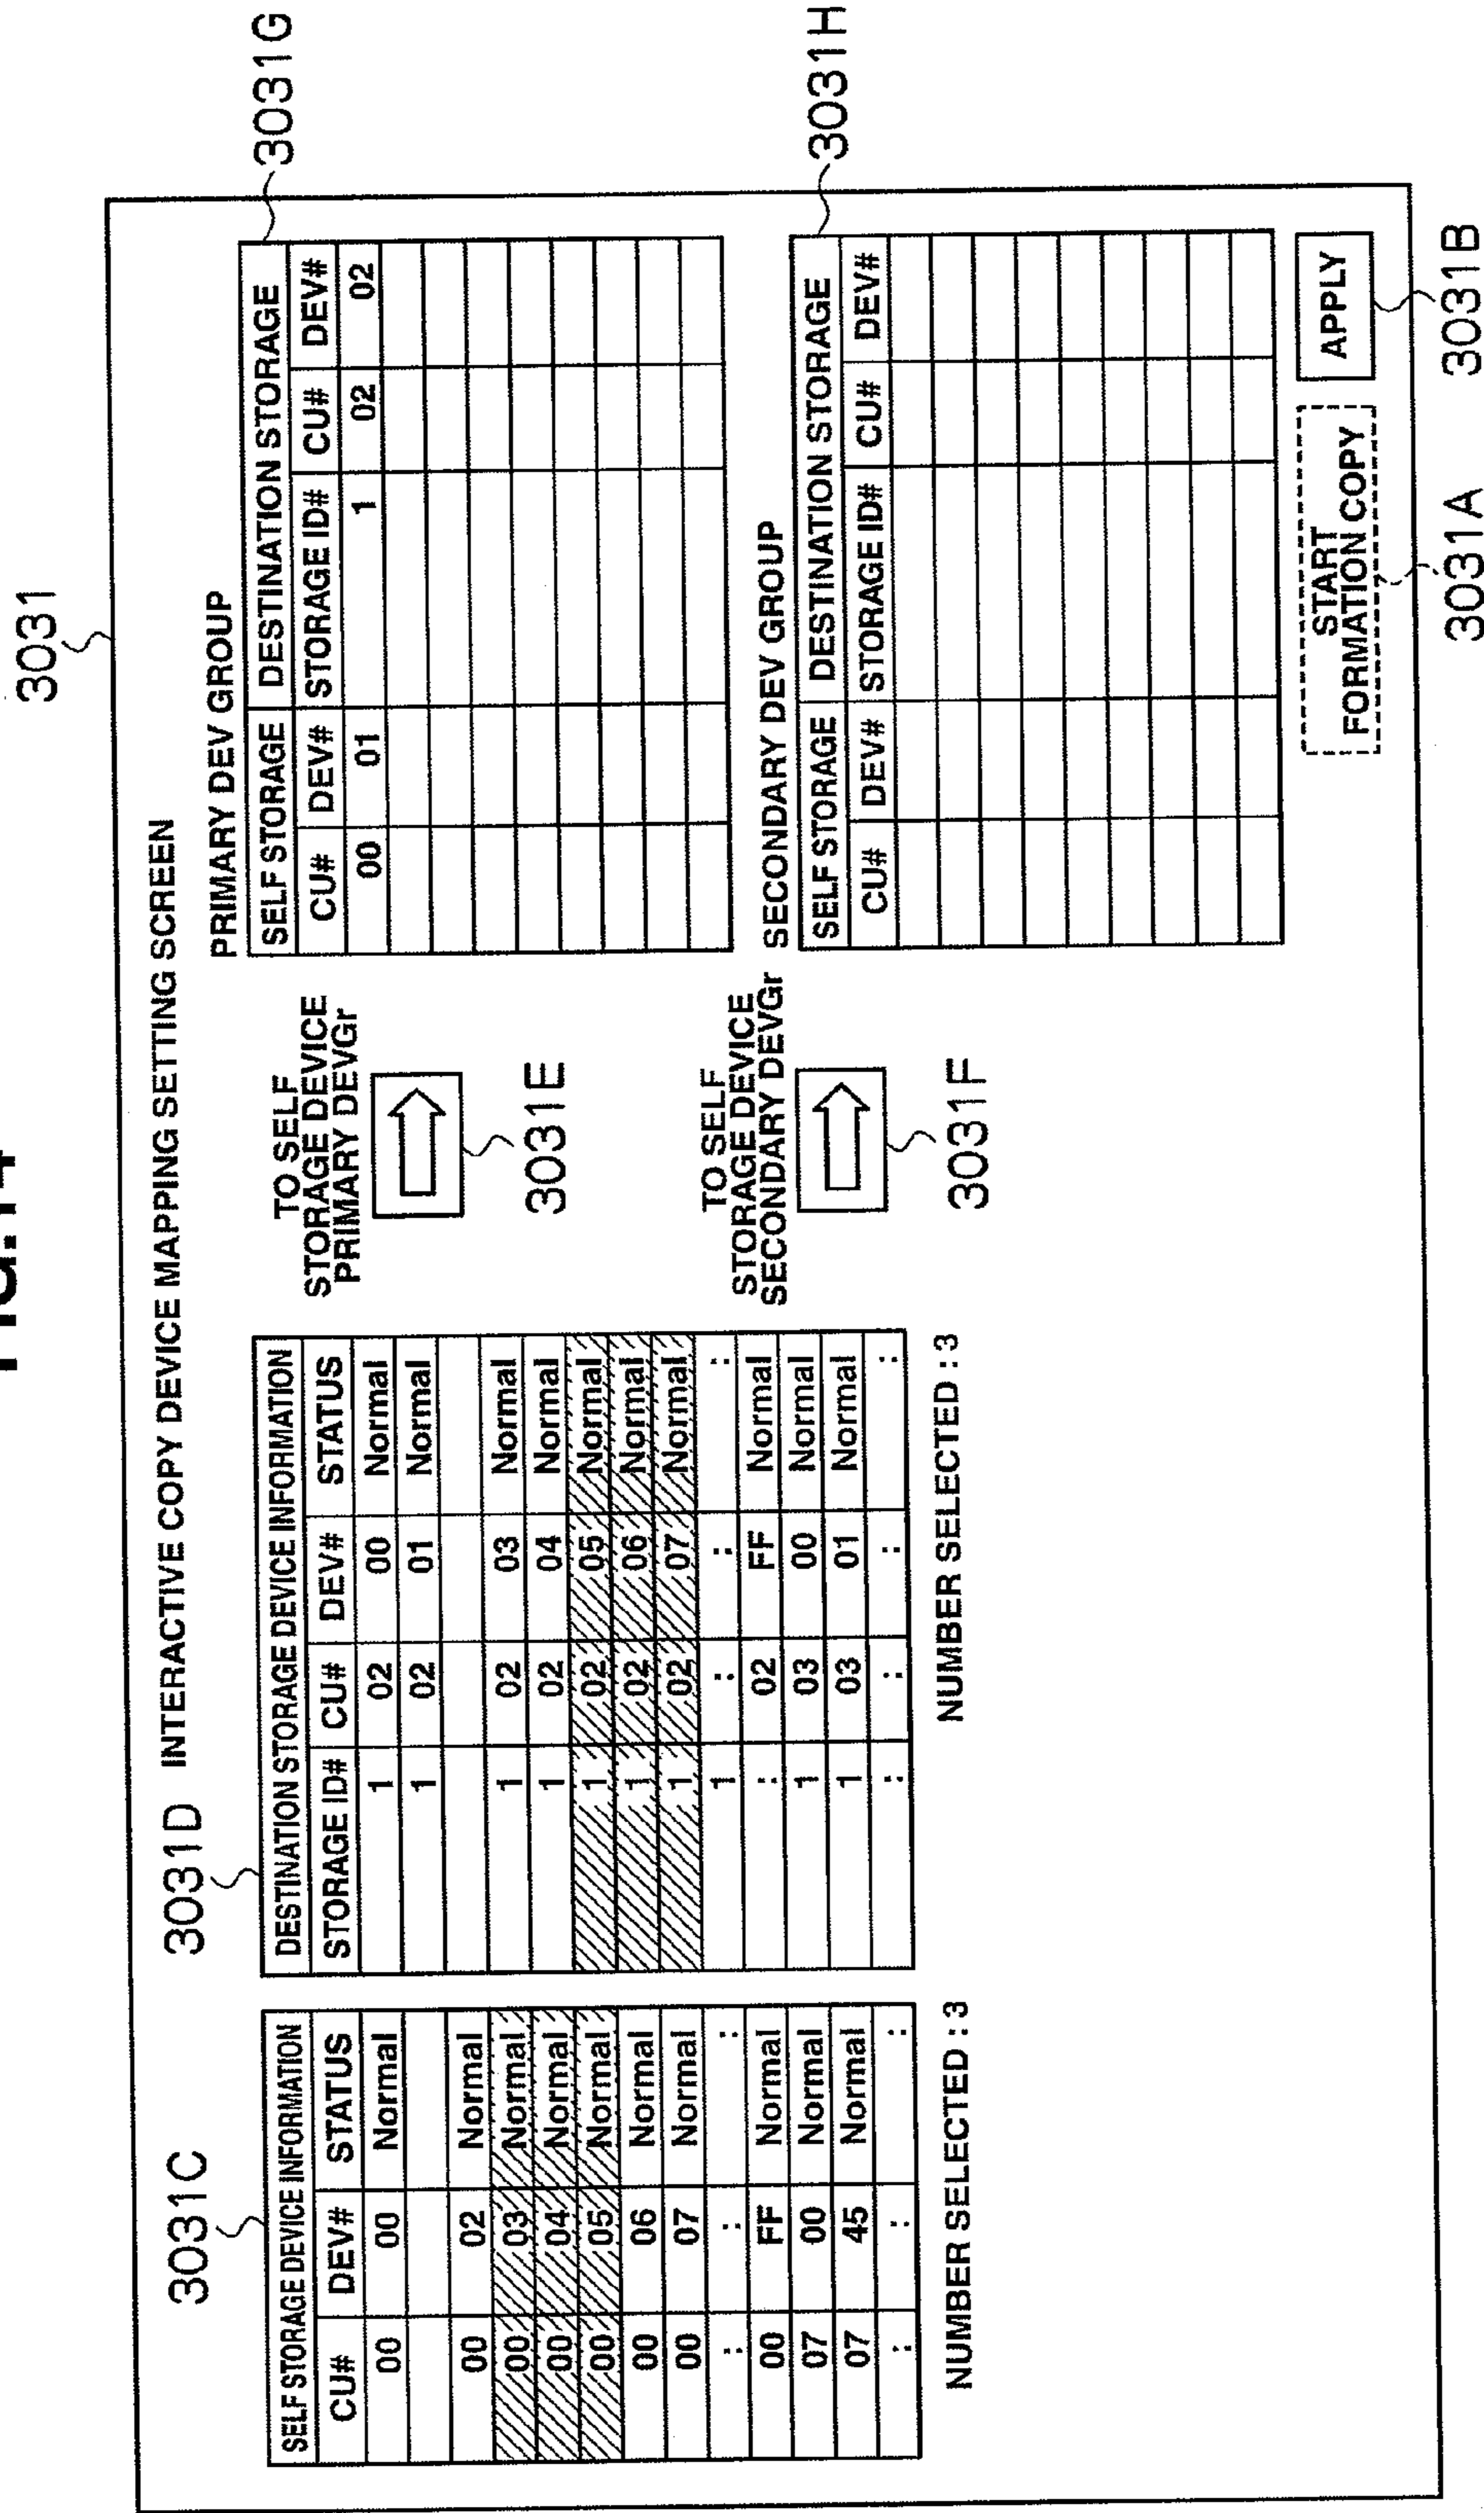 FIG.14
3031
INTERACTIVE COPY DEVICE MAPPING SETTING SCREEN
3031C
SELF STORAGE DEVICE INFORMATION
CU# DEV# STATUS
00 00 Normal
00 02 Normal
00 03 Normal
00 04 Normal
00 05 Normal
00 06 Normal
00 07 Normal
: : :
00 FF Normal
07 00 Normal
07 45 Normal
: : :
NUMBER SELECTED : 3
3031D
DESTINATION STORAGE DEVICE INFORMATION
STORAGE ID# CU# DEV# STATUS
1 02 00 Normal
1 02 01 Normal
1 02 03 Normal
1 02 04 Normal
1 02 05 Normal
1 02 06 Normal
1 02 07 Normal
1 : : :
: 02 FF Normal
1 03 00 Normal
1 03 01 Normal
: : : :
NUMBER SELECTED : 3
TO SELF
STORAGE DEVICE
PRIMARY DEVGr
3031E
TO SELF
STORAGE DEVICE
SECONDARY DEVGr
3031F
PRIMARY DEV GROUP
3031G
SELF STORAGE DESTINATION STORAGE
CU# DEV# STORAGE ID# CU# DEV#
00 01 1 02 02
SECONDARY DEV GROUP
3031H
SELF STORAGE DESTINATION STORAGE
CU# DEV# STORAGE ID# CU# DEV#
START
FORMATION COPY
3031A
APPLY
3031B